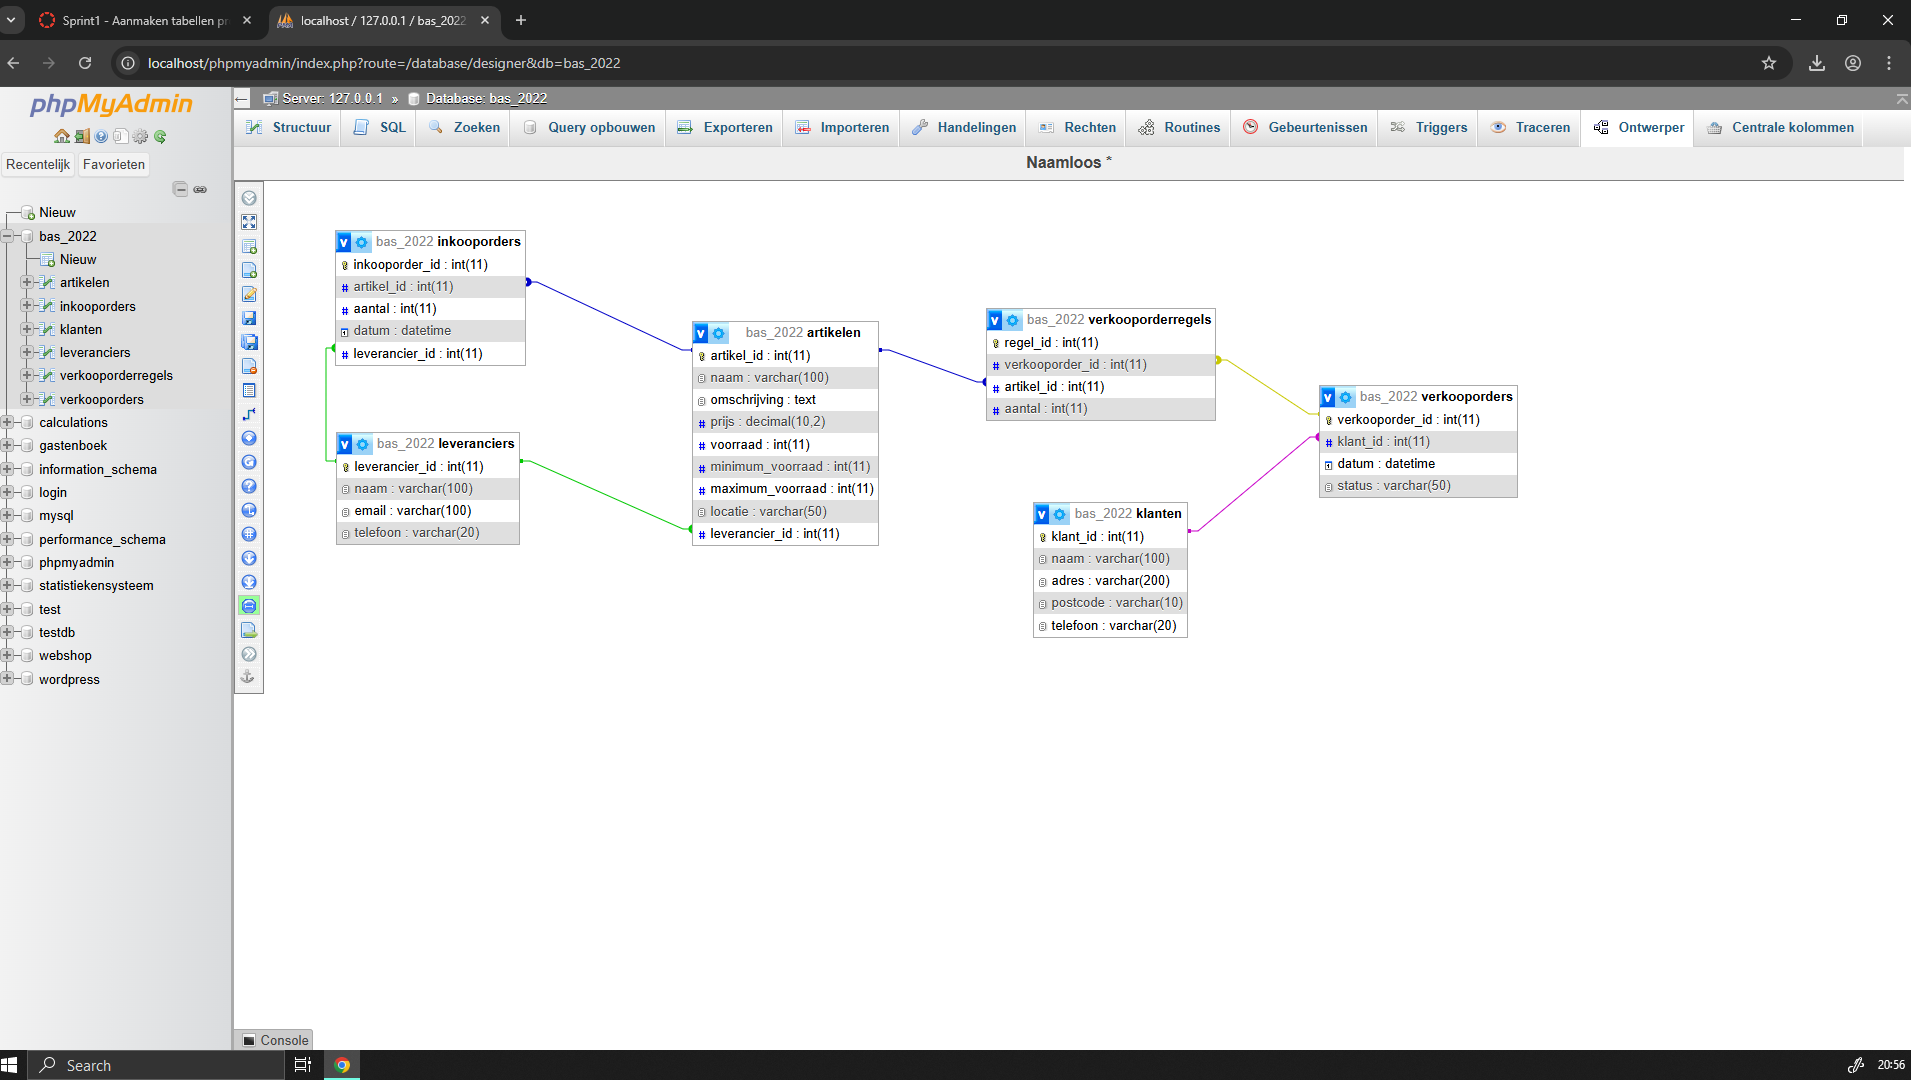 Sprint1 - Aanmaken tabellen pr
localhost / 127.0.0.1 / bas_2022
localhost/phpmyadmin/index.php?route=/database/designer&db=bas_2022
phpMyAdmin
Recentelijk
Favorieten
Nieuw
bas_2022
Nieuw
artikelen
inkooporders
klanten
leveranciers
verkooporderregels
verkooporders
calculations
gastenboek
information_schema
login
mysql
performance_schema
phpmyadmin
statistiekensysteem
test
testdb
webshop
wordpress
Server: 127.0.0.1 » Database: bas_2022
Structuur
SQL
Zoeken
Query opbouwen
Exporteren
Importeren
Handelingen
Rechten
Routines
Gebeurtenissen
Triggers
Traceren
Ontwerper
Centrale kolommen
Naamloos *
v bas_2022 inkooporders
inkooporder_id : int(11)
# artikel_id : int(11)
# aantal : int(11)
datum : datetime
# leverancier_id : int(11)
v bas_2022 leveranciers
leverancier_id : int(11)
naam : varchar(100)
email : varchar(100)
telefoon : varchar(20)
v bas_2022 artikelen
artikel_id : int(11)
naam : varchar(100)
omschrijving : text
# prijs : decimal(10,2)
# voorraad : int(11)
# minimum_voorraad : int(11)
# maximum_voorraad : int(11)
locatie : varchar(50)
# leverancier_id : int(11)
v bas_2022 verkooporderregels
regel_id : int(11)
# verkooporder_id : int(11)
# artikel_id : int(11)
# aantal : int(11)
v bas_2022 verkooporders
verkooporder_id : int(11)
# klant_id : int(11)
datum : datetime
status : varchar(50)
v bas_2022 klanten
klant_id : int(11)
naam : varchar(100)
adres : varchar(200)
postcode : varchar(10)
telefoon : varchar(20)
Console
Search
20:56